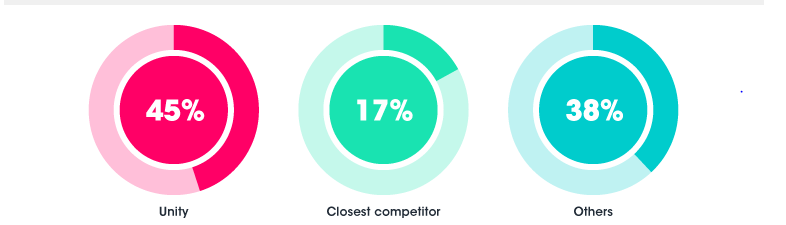 45%
17%
38%
Unity
Closest competitor
Others